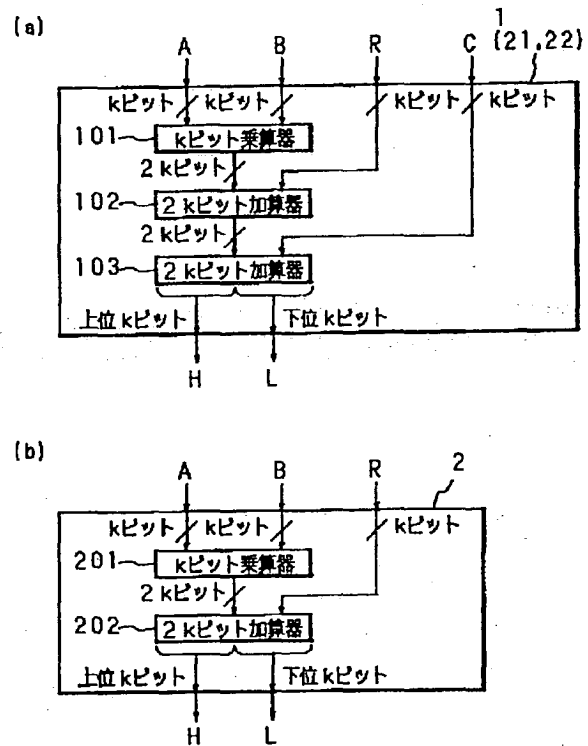 (a)
1
(21,22)
A B R C
kビット kビット kビット kビット
101 kビット乗算器
2kビット
102 2kビット加算器
2kビット
103 2kビット加算器
上位kビット 下位kビット
H L
(b)
2
A B R
kビット kビット kビット
201 kビット乗算器
2kビット
202 2kビット加算器
上位kビット 下位kビット
H L